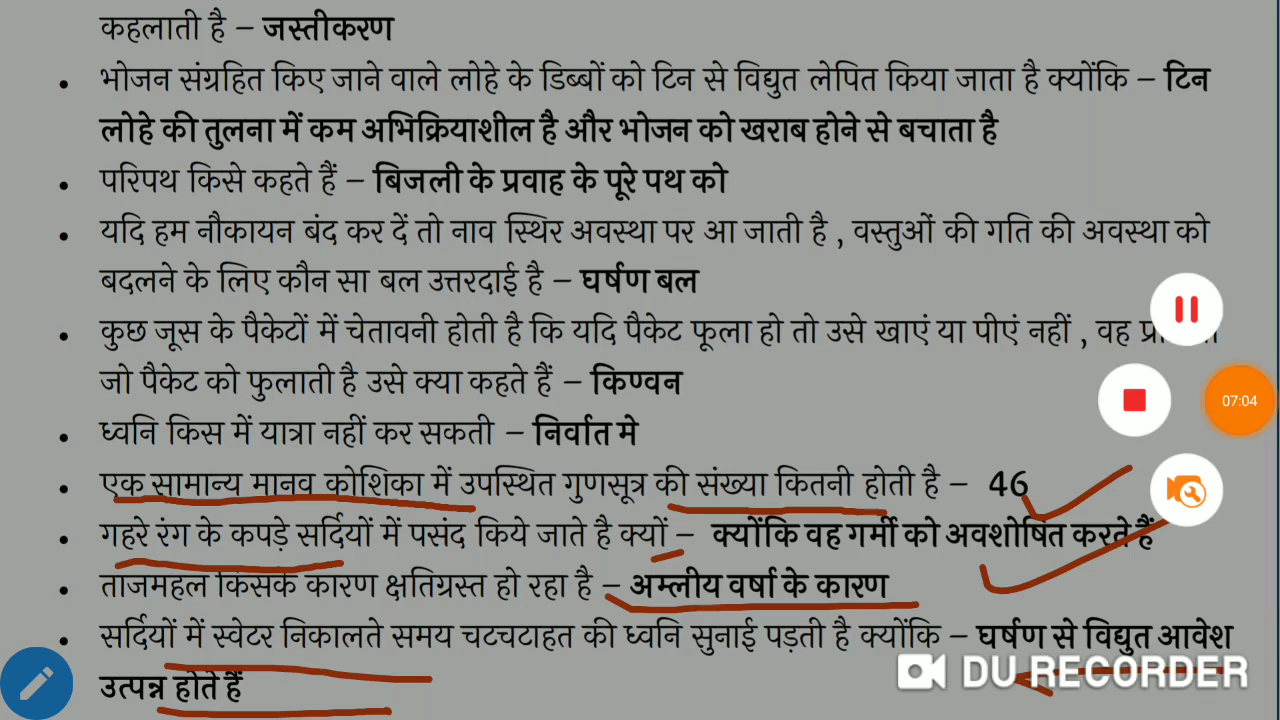 कहलाती है – जस्तीकरण
• भोजन संग्रहित किए जाने वाले लोहे के डिब्बों को टिन से विद्युत लेपित किया जाता है क्योंकि – टिन
लोहे की तुलना में कम अभिक्रियाशील है और भोजन को खराब होने से बचाता है
• परिपथ किसे कहते हैं – बिजली के प्रवाह के पूरे पथ को
• यदि हम नौकायन बंद कर दें तो नाव स्थिर अवस्था पर आ जाती है , वस्तुओं की गति की अवस्था को
बदलने के लिए कौन सा बल उत्तरदाई है – घर्षण बल
• कुछ जूस के पैकेटों में चेतावनी होती है कि यदि पैकेट फूला हो तो उसे खाएं या पीएं नहीं , वह
जो पैकेट को फुलाती है उसे क्या कहते हैं – किण्वन
• ध्वनि किस में यात्रा नहीं कर सकती – निर्वात मे
• एक सामान्य मानव कोशिका में उपस्थित गुणसूत्र की संख्या कितनी होती है – 46
• गहरे रंग के कपड़े सर्दियों में पसंद किये जाते है क्यों – क्योंकि वह गर्मी को अवशोषित करते हैं
• ताजमहल किसके कारण क्षतिग्रस्त हो रहा है – अम्लीय वर्षा के कारण
• सर्दियों में स्वेटर निकालते समय चटचटाहत की ध्वनि सुनाई पड़ती है क्योंकि – घर्षण से विद्युत आवेश
उत्पन्न होते हैं
07:04
DU RECORDER